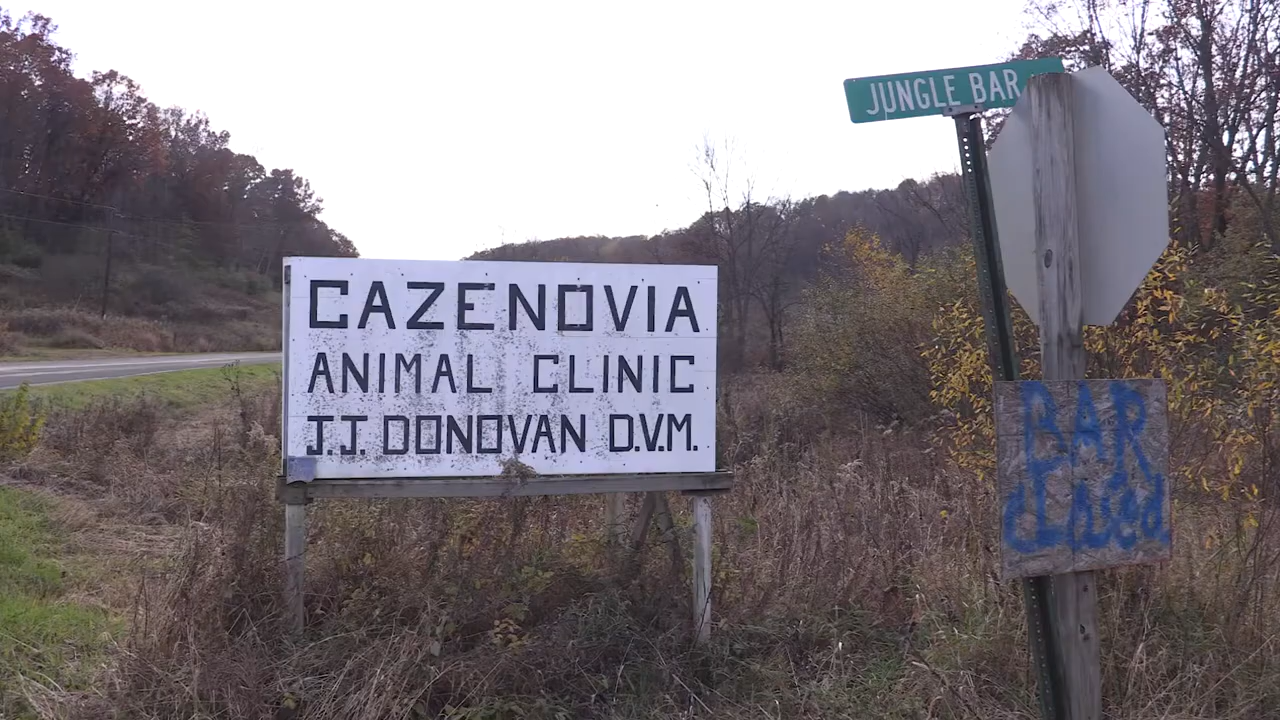 CAZENOVIA
ANIMAL CLINIC
J.J. DONOVAN D.V.M.
JUNGLE BAR
BAR
CLOSed